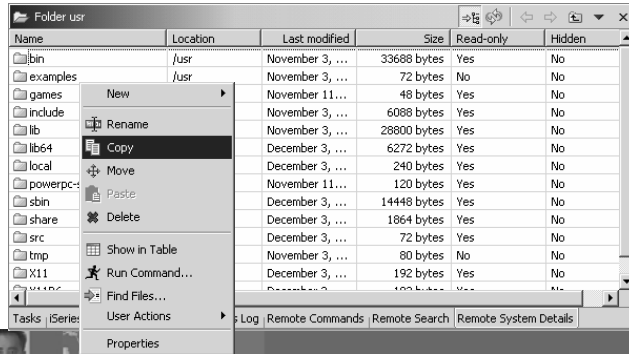 Folder usr
Name Location Last modified Size Read-only Hidden
bin /usr November 3, ... 33688 bytes Yes No
examples /usr November 3, ... 72 bytes No No
games November 11... 48 bytes Yes No
include November 3, ... 6088 bytes Yes No
lib November 3, ... 28800 bytes Yes No
lib64 December 3, ... 6272 bytes Yes No
local December 3, ... 240 bytes Yes No
powerpc-s November 11... 120 bytes Yes No
sbin December 3, ... 14448 bytes Yes No
share December 3, ... 1864 bytes Yes No
src December 3, ... 72 bytes Yes No
tmp November 3, ... 80 bytes No No
X11 December 3, ... 192 bytes Yes No
New
Rename
Copy
Move
Paste
Delete
Show in Table
Run Command...
Find Files...
User Actions
Properties
Tasks iSeries s Log Remote Commands Remote Search Remote System Details